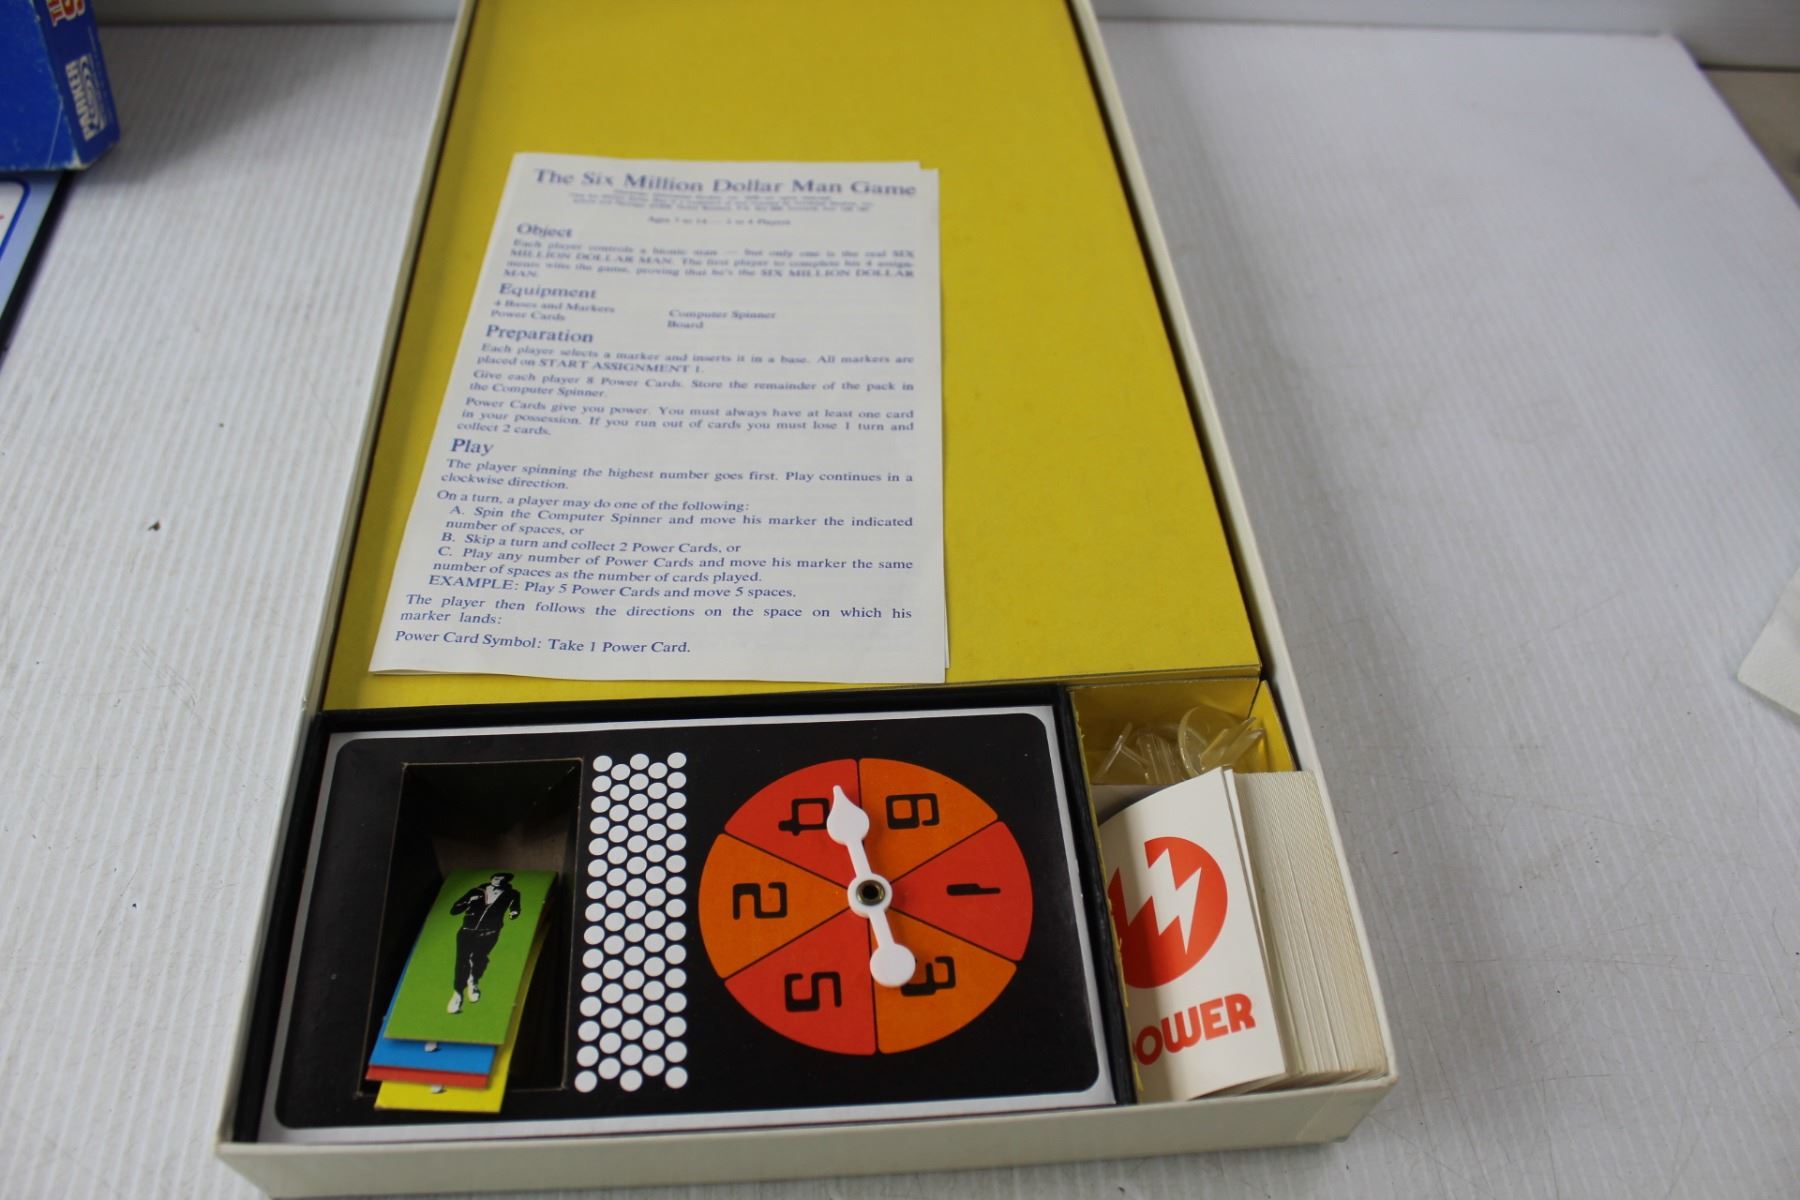 PARKER
The Six Million Dollar Man Game
Ages 7 to 14 — 2 to 4 Players
Object
Each player controls a bionic man — but only one is the real SIX
MILLION DOLLAR MAN. The first player to complete his 4 assign-
ments wins the game, proving that he's the SIX MILLION DOLLAR
MAN.
Equipment
4 Bases and Markers
Power Cards
Computer Spinner
Board
Preparation
Each player selects a marker and inserts it in a base. All markers are
placed on START ASSIGNMENT 1.
Give each player 8 Power Cards. Store the remainder of the pack in
the Computer Spinner.
Power Cards give you power. You must always have at least one card
in your possession. If you run out of cards you must lose 1 turn and
collect 2 cards.
Play
The player spinning the highest number goes first. Play continues in a
clockwise direction.
On a turn, a player may do one of the following:
A. Spin the Computer Spinner and move his marker the indicated
number of spaces, or
B. Skip a turn and collect 2 Power Cards, or
C. Play any number of Power Cards and move his marker the same
number of spaces as the number of cards played.
EXAMPLE: Play 5 Power Cards and move 5 spaces.
The player then follows the directions on the space on which his
marker lands:
Power Card Symbol: Take 1 Power Card.
4
6
2
1
5
3
OWER